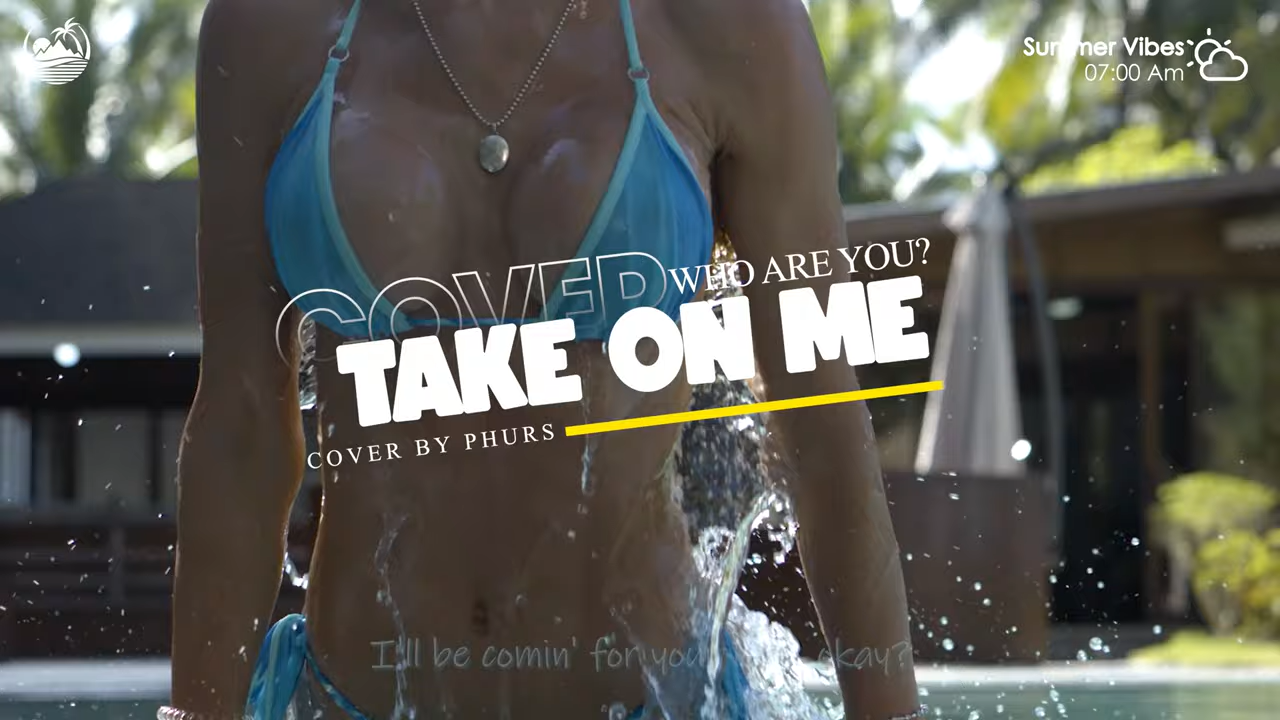 Summer Vibes
07:00 Am
COVER WHO ARE YOU?
TAKE ON ME
COVER BY PHURS
I'll be comin' for you okay?